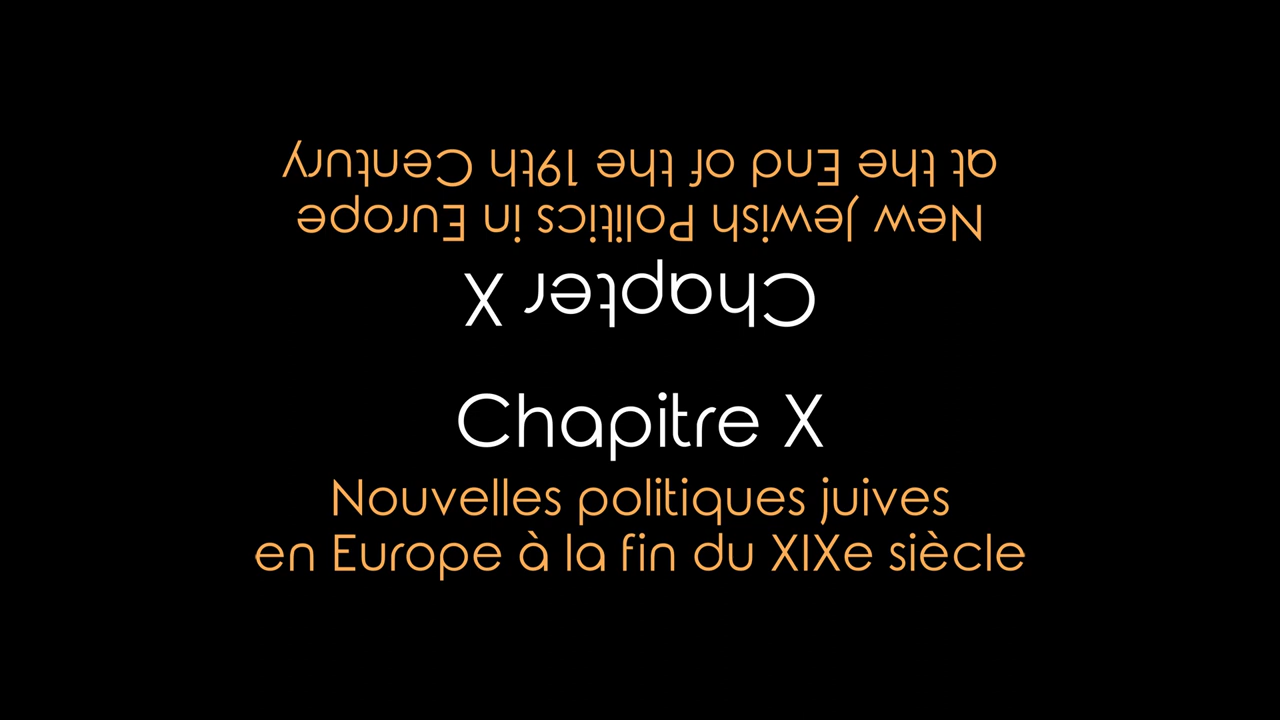 Chapter X
New Jewish Politics in Europe
at the End of the 19th Century
Chapitre X
Nouvelles politiques juives
en Europe à la fin du XIXe siècle